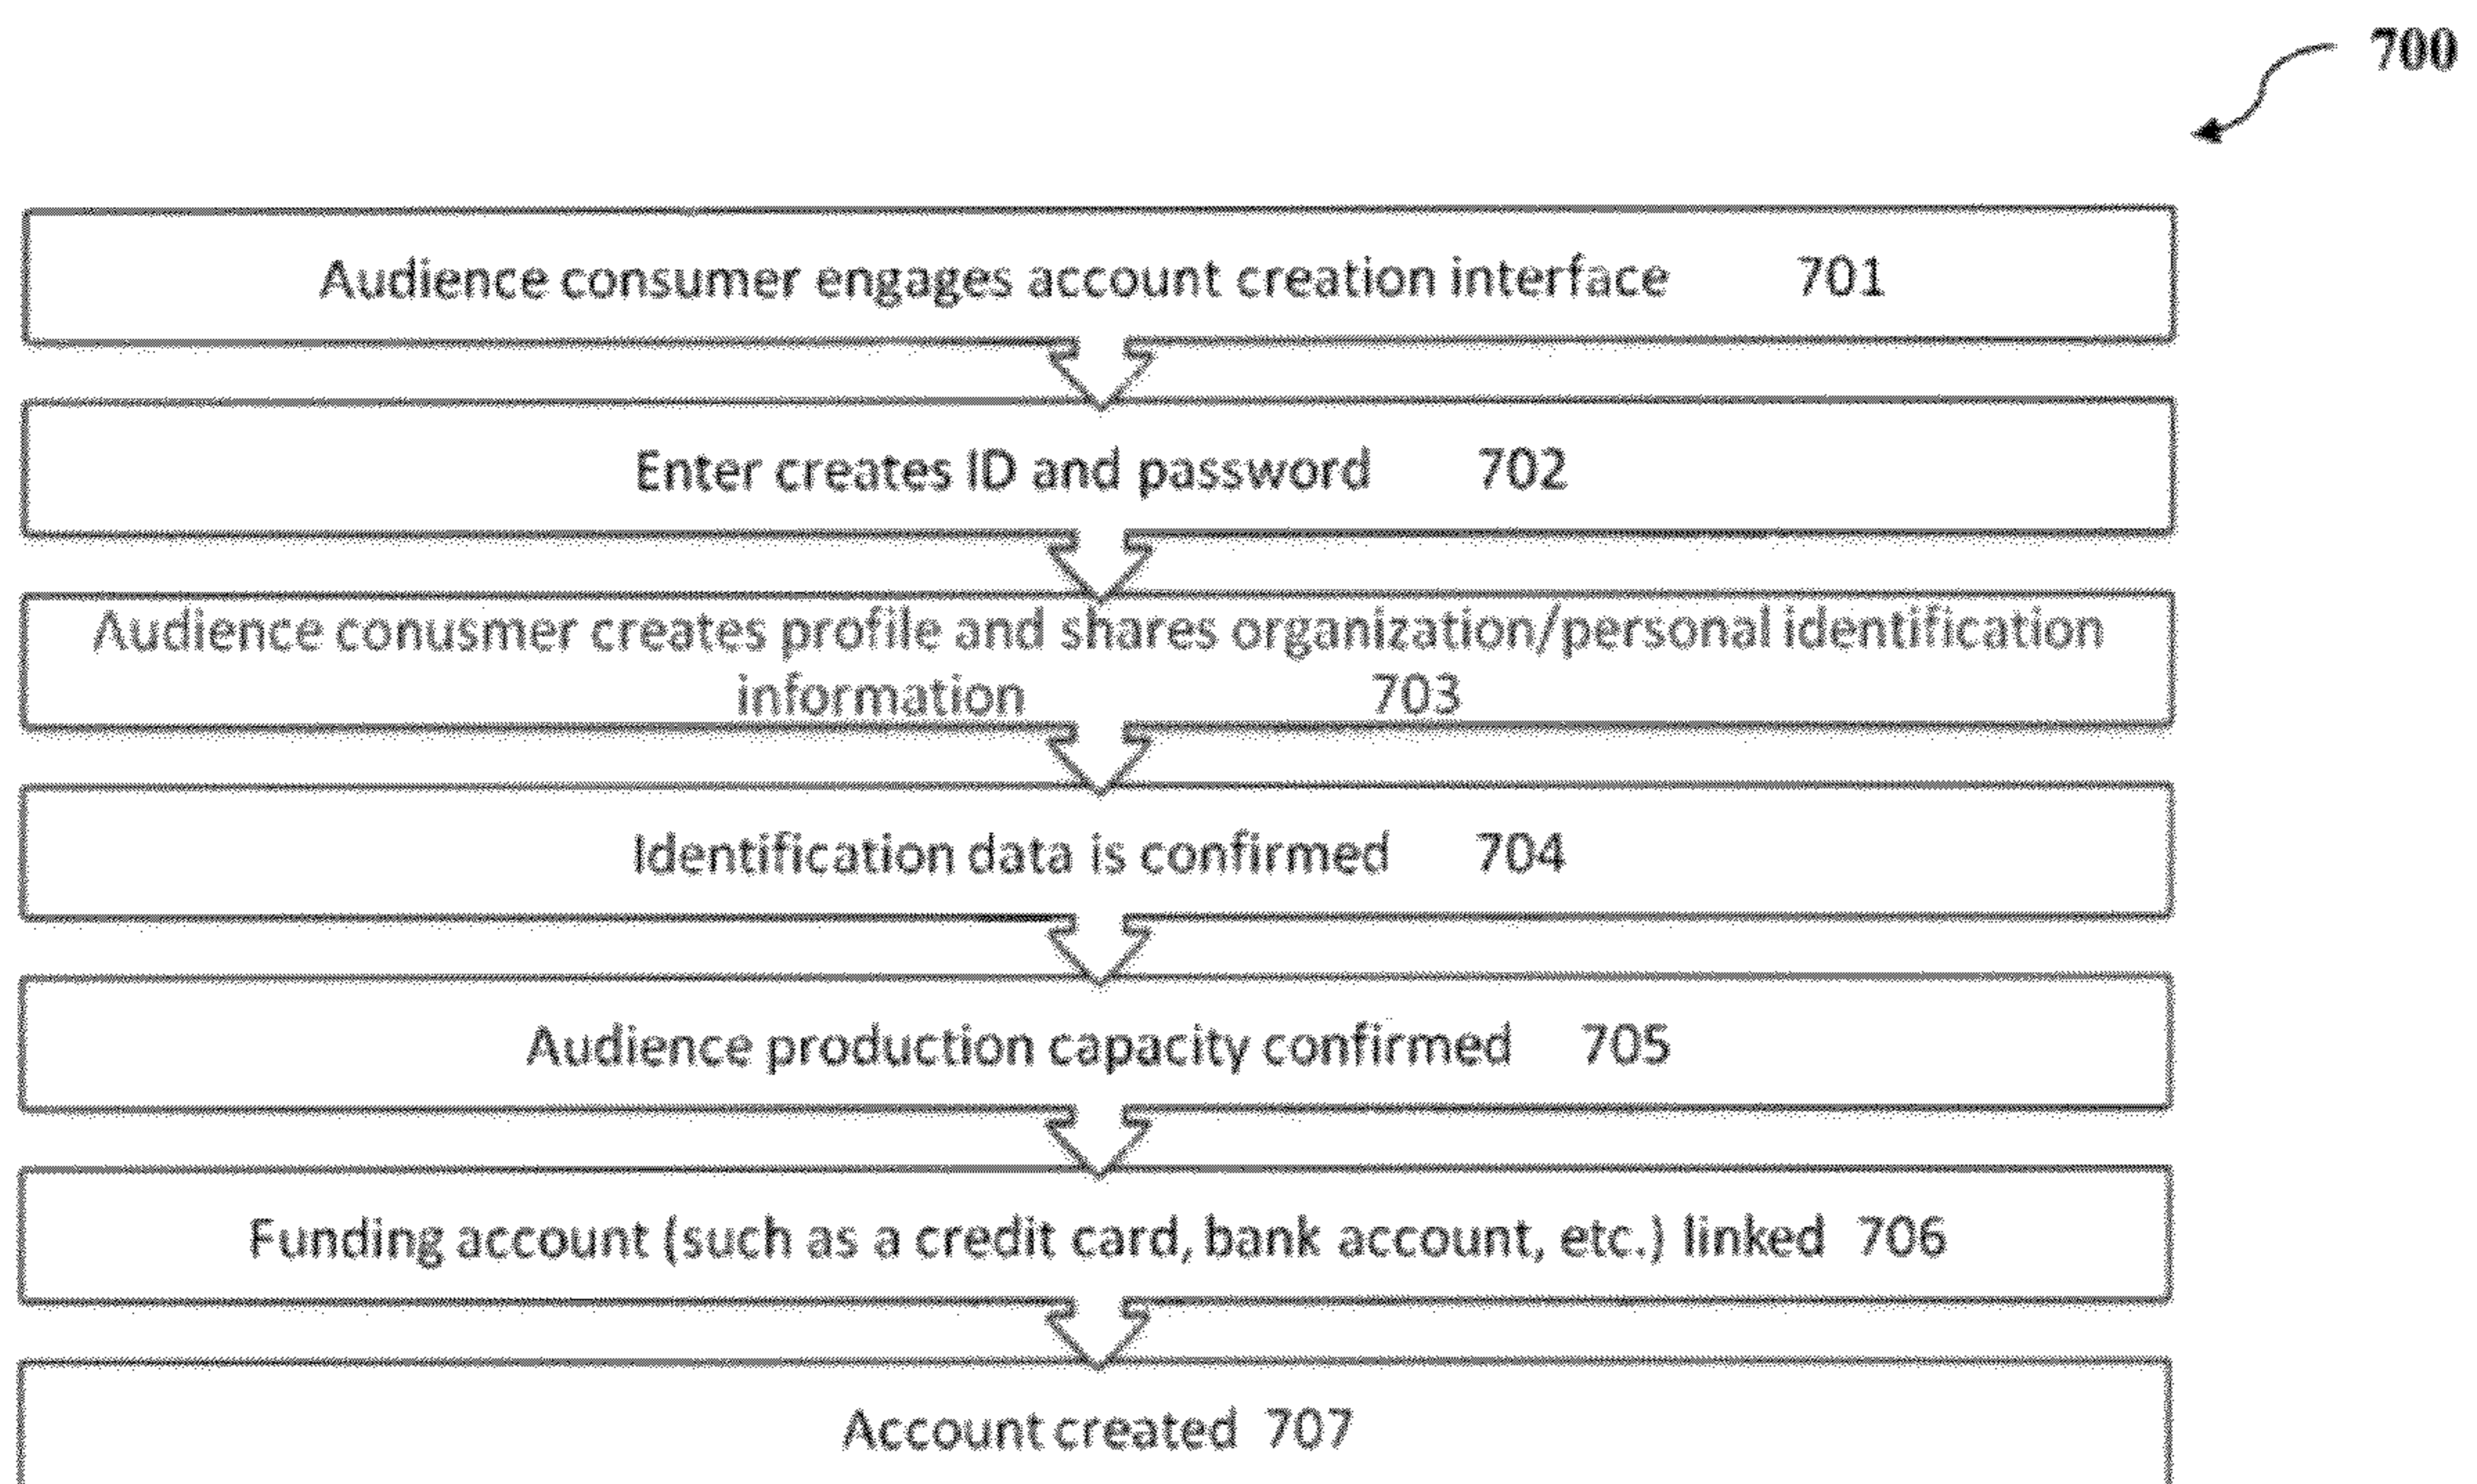 700
Audience consumer engages account creation interface 701
Enter creates ID and password 702
Audience conusmer creates profile and shares organization/personal identification
information 703
Identification data is confirmed 704
Audience production capacity confirmed 705
Funding account (such as a credit card, bank account, etc.) linked 706
Account created 707